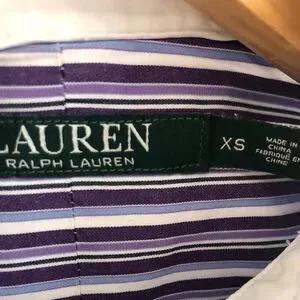 LAUREN
RALPH LAUREN
XS
MADE IN
CHINA
FABRIQUÉ EN
CHINE